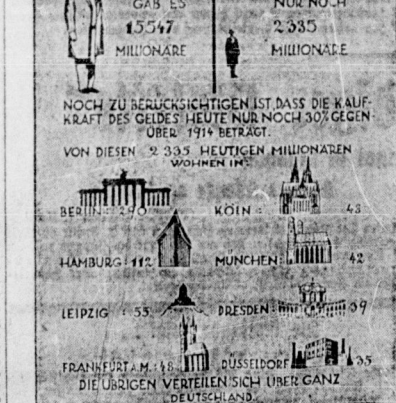 GAB ES NUR NOCH
15547 2335
MILLIONÄRE MILLIONÄRE
NOCH ZU BERÜCKSICHTIGEN IST, DASS DIE KAUF-
KRAFT DES GELDES HEUTE NUR NOCH 30% GEGEN-
ÜBER 1914 BETRÄGT.
VON DIESEN 2335 HEUTIGEN MILLIONÄREN
WOHNEN IN:
BERLIN: 290 KÖLN: 43
HAMBURG: 112 MÜNCHEN: 42
LEIPZIG: 55 DRESDEN: 39
FRANKFURT A.M.: 48 DÜSSELDORF 35
DIE ÜBRIGEN VERTEILEN SICH ÜBER GANZ
DEUTSCHLAND.